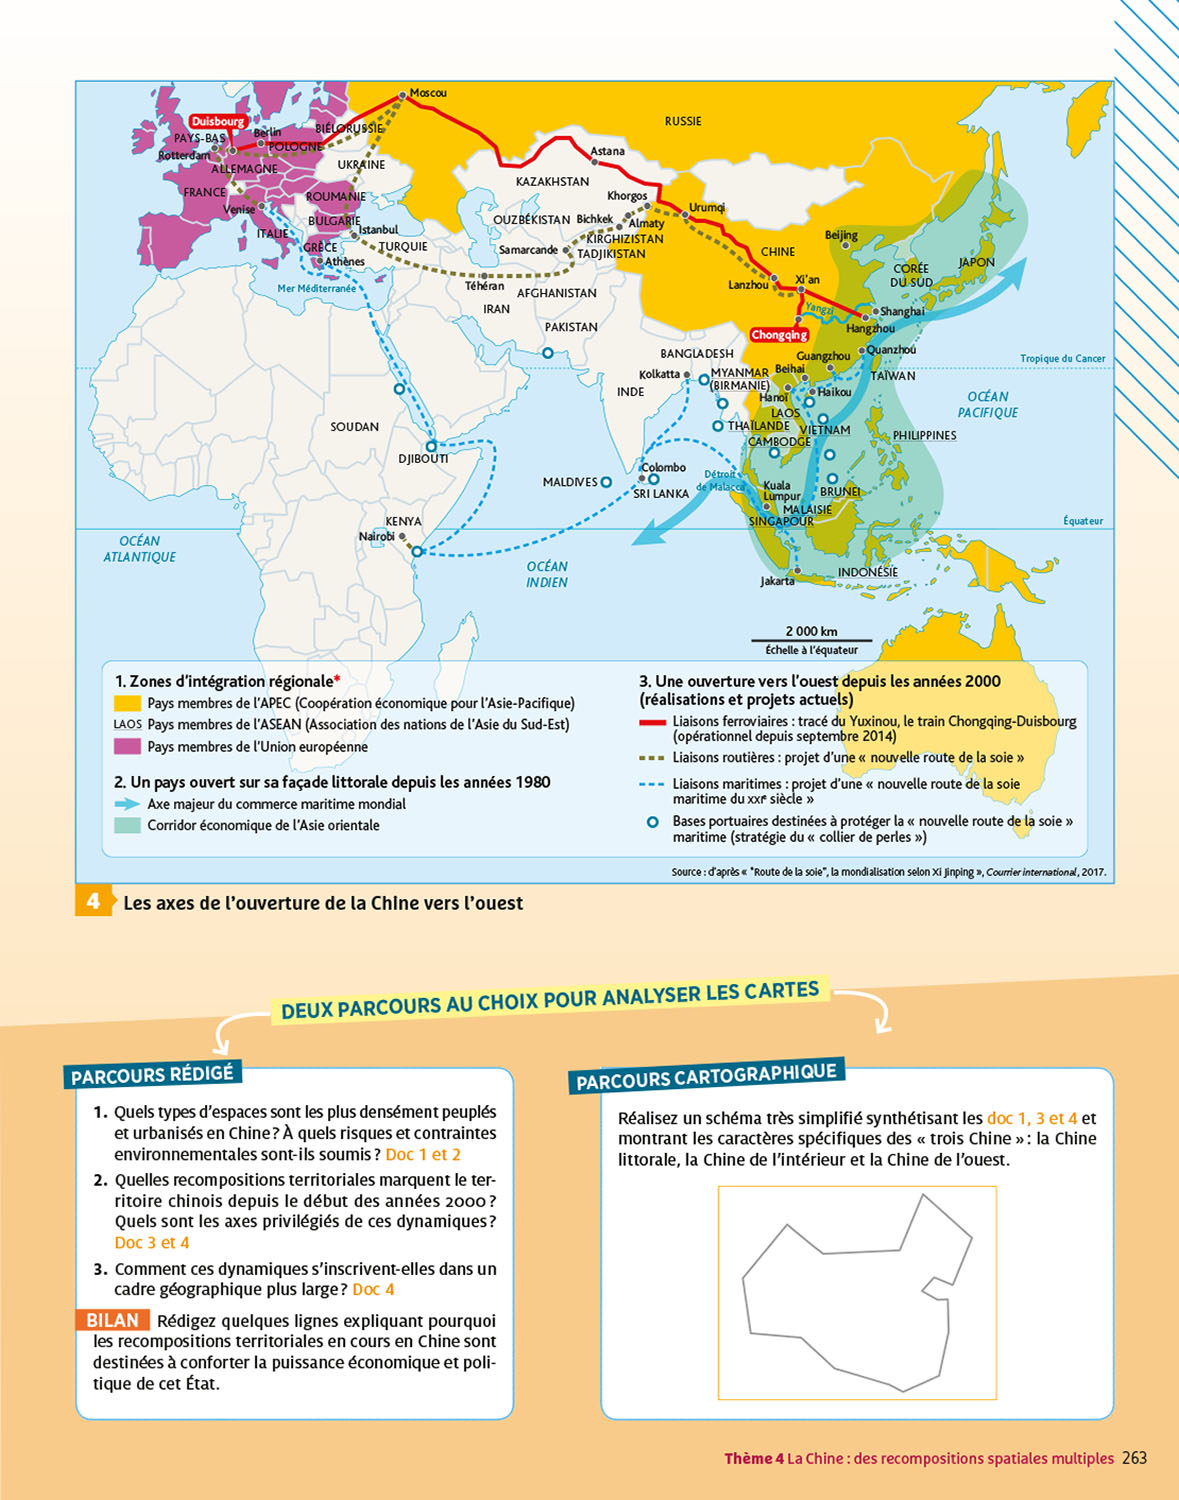 Moscou
Duisbourg
Berlin
BIÉLORUSSIE
RUSSIE
PAYS-BAS
Rotterdam
POLOGNE
ALLEMAGNE
UKRAINE
Astana
KAZAKHSTAN
FRANCE
ROUMANIE
Khorgos
Venise
BULGARIE
OUZBÉKISTAN
Bichkek
Almaty
Urumqi
ITALIE
Istanbul
KIRGHIZISTAN
Beijing
GRÈCE
TURQUIE
Samarcande
TADJIKISTAN
CHINE
JAPON
Athènes
CORÉE
DU SUD
Mer Méditerranée
Téhéran
AFGHANISTAN
Lanzhou
Xi'an
IRAN
Yangzi
Shanghai
PAKISTAN
Chongqing
Hangzhou
BANGLADESH
Guangzhou
Quanzhou
Tropique du Cancer
Kolkatta
MYANMAR
(BIRMANIE)
Beihai
TAÏWAN
INDE
Hanoï
Haikou
OCÉAN
PACIFIQUE
LAOS
SOUDAN
THAÏLANDE
VIETNAM
PHILIPPINES
CAMBODGE
DJIBOUTI
Colombo
Détroit
de Malacca
MALDIVES
SRI LANKA
Kuala
Lumpur
BRUNEI
MALAISIE
KENYA
SINGAPOUR
Équateur
Nairobi
OCÉAN
ATLANTIQUE
OCÉAN
INDIEN
Jakarta
INDONÉSIE
2 000 km
Échelle à l'équateur
1. Zones d'intégration régionale*
Pays membres de l'APEC (Coopération économique pour l'Asie-Pacifique)
LAOS Pays membres de l'ASEAN (Association des nations de l'Asie du Sud-Est)
Pays membres de l'Union européenne
2. Un pays ouvert sur sa façade littorale depuis les années 1980
Axe majeur du commerce maritime mondial
Corridor économique de l'Asie orientale
3. Une ouverture vers l'ouest depuis les années 2000
(réalisations et projets actuels)
Liaisons ferroviaires : tracé du Yuxinou, le train Chongqing-Duisbourg
(opérationnel depuis septembre 2014)
Liaisons routières : projet d'une « nouvelle route de la soie »
Liaisons maritimes : projet d'une « nouvelle route de la soie
maritime du XXIe siècle »
Bases portuaires destinées à protéger la « nouvelle route de la soie »
maritime (stratégie du « collier de perles »)
Source : d'après « "Route de la soie", la mondialisation selon Xi Jinping », Courrier international, 2017.
4 Les axes de l'ouverture de la ChIne vers l'ouest
DEUX PARCOURS AU CHOIX POUR ANALYSER LES CARTES
PARCOURS RÉDIGÉ
1. Quels types d'espaces sont les plus densément peuplés
et urbanisés en Chine ? À quels risques et contraintes
environnementales sont-ils soumis ? Doc 1 et 2
2. Quelles recompositions territoriales marquent le ter-
ritoire chinois depuis le début des années 2000 ?
Quels sont les axes privilégiés de ces dynamiques ?
Doc 3 et 4
3. Comment ces dynamiques s'inscrivent-elles dans un
cadre géographique plus large ? Doc 4
BILAN Rédigez quelques lignes expliquant pourquoi
les recompositions territoriales en cours en Chine sont
destinées à conforter la puissance économique et poli-
tique de cet État.
PARCOURS CARTOGRAPHIQUE
Réalisez un schéma très simplifié synthétisant les doc 1, 3 et 4 et
montrant les caractères spécifiques des « trois Chine » : la Chine
littorale, la Chine de l'intérieur et la Chine de l'ouest.
Thème 4 La Chine : des recompositions spatiales multiples 263